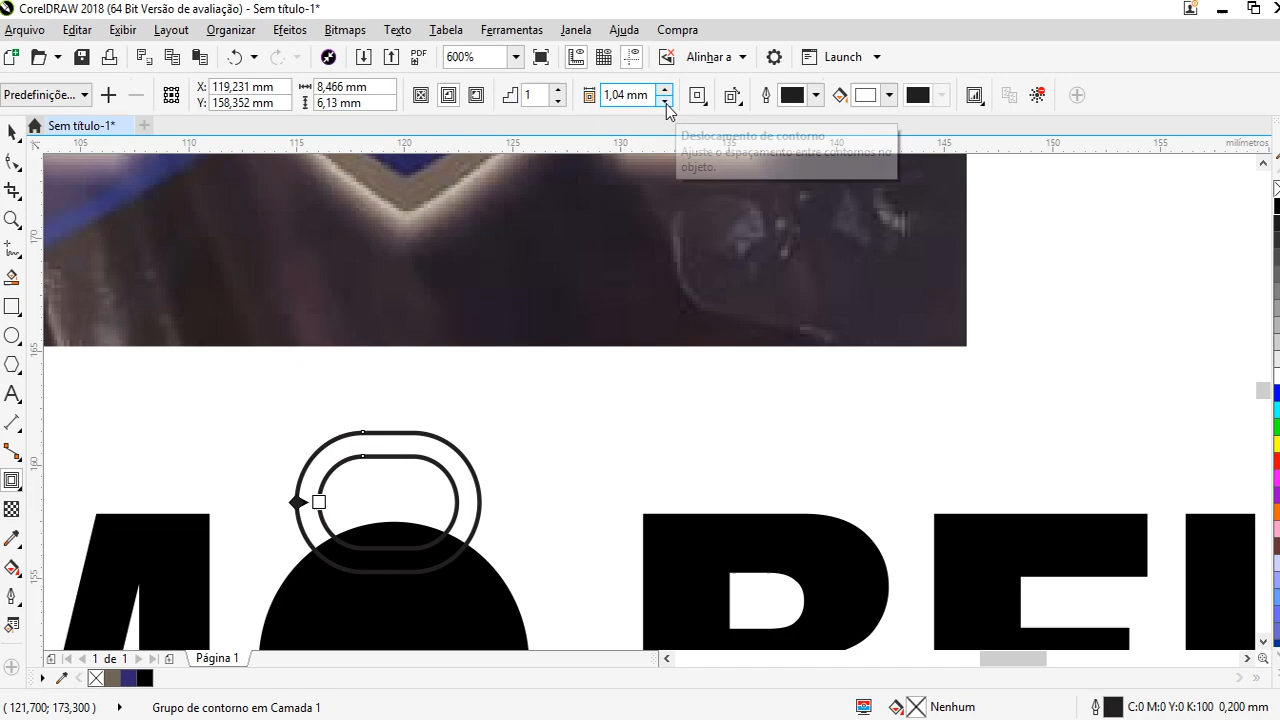 CorelDRAW 2018 (64 Bit Versão de avaliação) - Sem título-1*
Arquivo Editar Exibir Layout Organizar Efeitos Bitmaps Texto Tabela Ferramentas Janela Ajuda Compra
PDF 600% Alinhar a Launch
Predefiniçõe... X: 119,231 mm 8,466 mm 1 1,04 mm
Y: 158,352 mm 6,13 mm
Sem título-1*
Deslocamento de contorno
Ajuste o espaçamento entre contornos no
objeto.
105 110 115 120 125 130 135 140 145 150 155 milímetros
170
165
160
155
1 de 1 Página 1
(121,700; 173,300) Grupo de contorno em Camada 1 Nenhum C:0 M:0 Y:0 K:100 0,200 mm